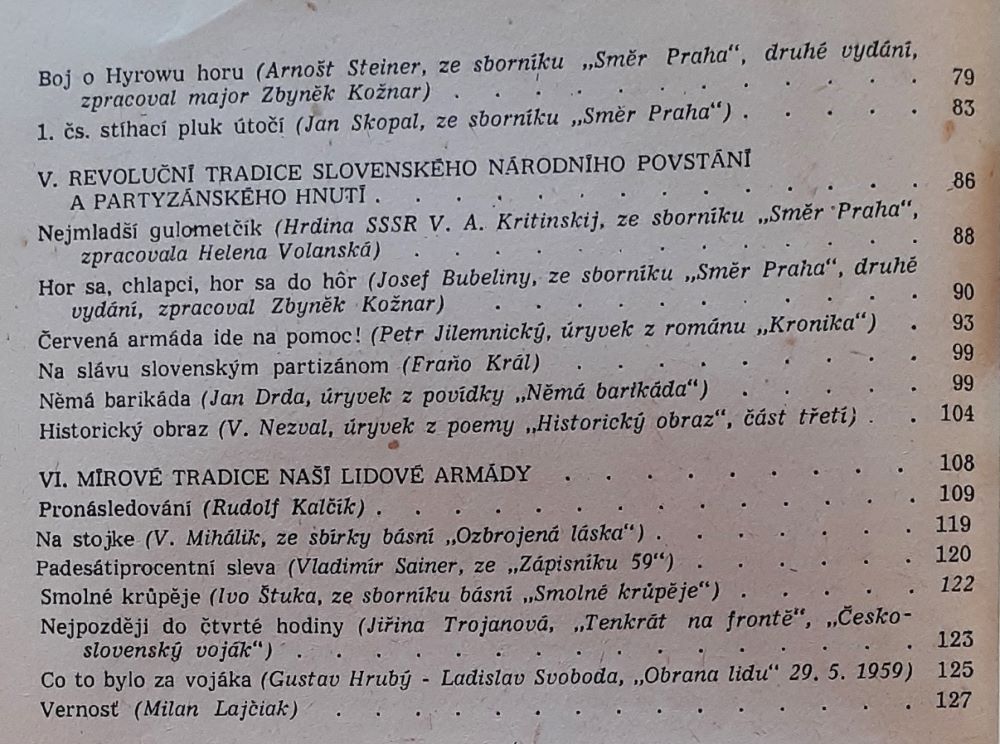 Boj o Hyrowu horu (Arnošt Steiner, ze sborníku „Směr Praha“, druhé vydání,
zpracoval major Zbyněk Kožnar) . . . . . . . . . . . 79
1. čs. stíhací pluk útočí (Jan Skopal, ze sborníku „Směr Praha“) . . . . . 83
V. REVOLUČNÍ TRADICE SLOVENSKÉHO NÁRODNÍHO POVSTÁNÍ
A PARTYZÁNSKÉHO HNUTÍ . . . . . . . . . . . . . 86
Nejmladší gulometčík (Hrdina SSSR V. A. Kritinskij, ze sborníku „Směr Praha“,
zpracovala Helena Volanská) . . . . . . . . . . . . 88
Hor sa, chlapci, hor sa do hôr (Josef Bubeliny, ze sborníku „Směr Praha“, druhé
vydání, zpracoval Zbyněk Kožnar) . . . . . . . . . . 90
Červená armáda ide na pomoc! (Petr Jilemnický, úryvek z románu „Kronika“) . 93
Na slávu slovenským partizánom (Fraňo Král) . . . . . . . . 99
Němá barikáda (Jan Drda, úryvek z povídky „Němá barikáda“) . . . . . 99
Historický obraz (V. Nezval, úryvek z poemy „Historický obraz“, část třetí) . . 104
VI. MÍROVÉ TRADICE NAŠÍ LIDOVÉ ARMÁDY . . . . . . . . . 108
Pronásledování (Rudolf Kalčík) . . . . . . . . . . . . . 109
Na stojke (V. Mihálik, ze sbírky básní „Ozbrojená láska“) . . . . . . 119
Padesátiprocentní sleva (Vladimír Sainer, ze „Zápisníku 59“) . . . . . 120
Smolné krůpěje (Ivo Štuka, ze sborníku básní „Smolné krůpěje“) . . . . 122
Nejpozději do čtvrté hodiny (Jiřina Trojanová, „Tenkrát na frontě“, „Česko-
slovenský voják“) . . . . . . . . . . . . . . . 123
Co to bylo za vojáka (Gustav Hrubý - Ladislav Svoboda, „Obrana lidu“ 29. 5. 1959) 125
Vernosť (Milan Lajčiak) . . . . . . . . . . . . . . 127